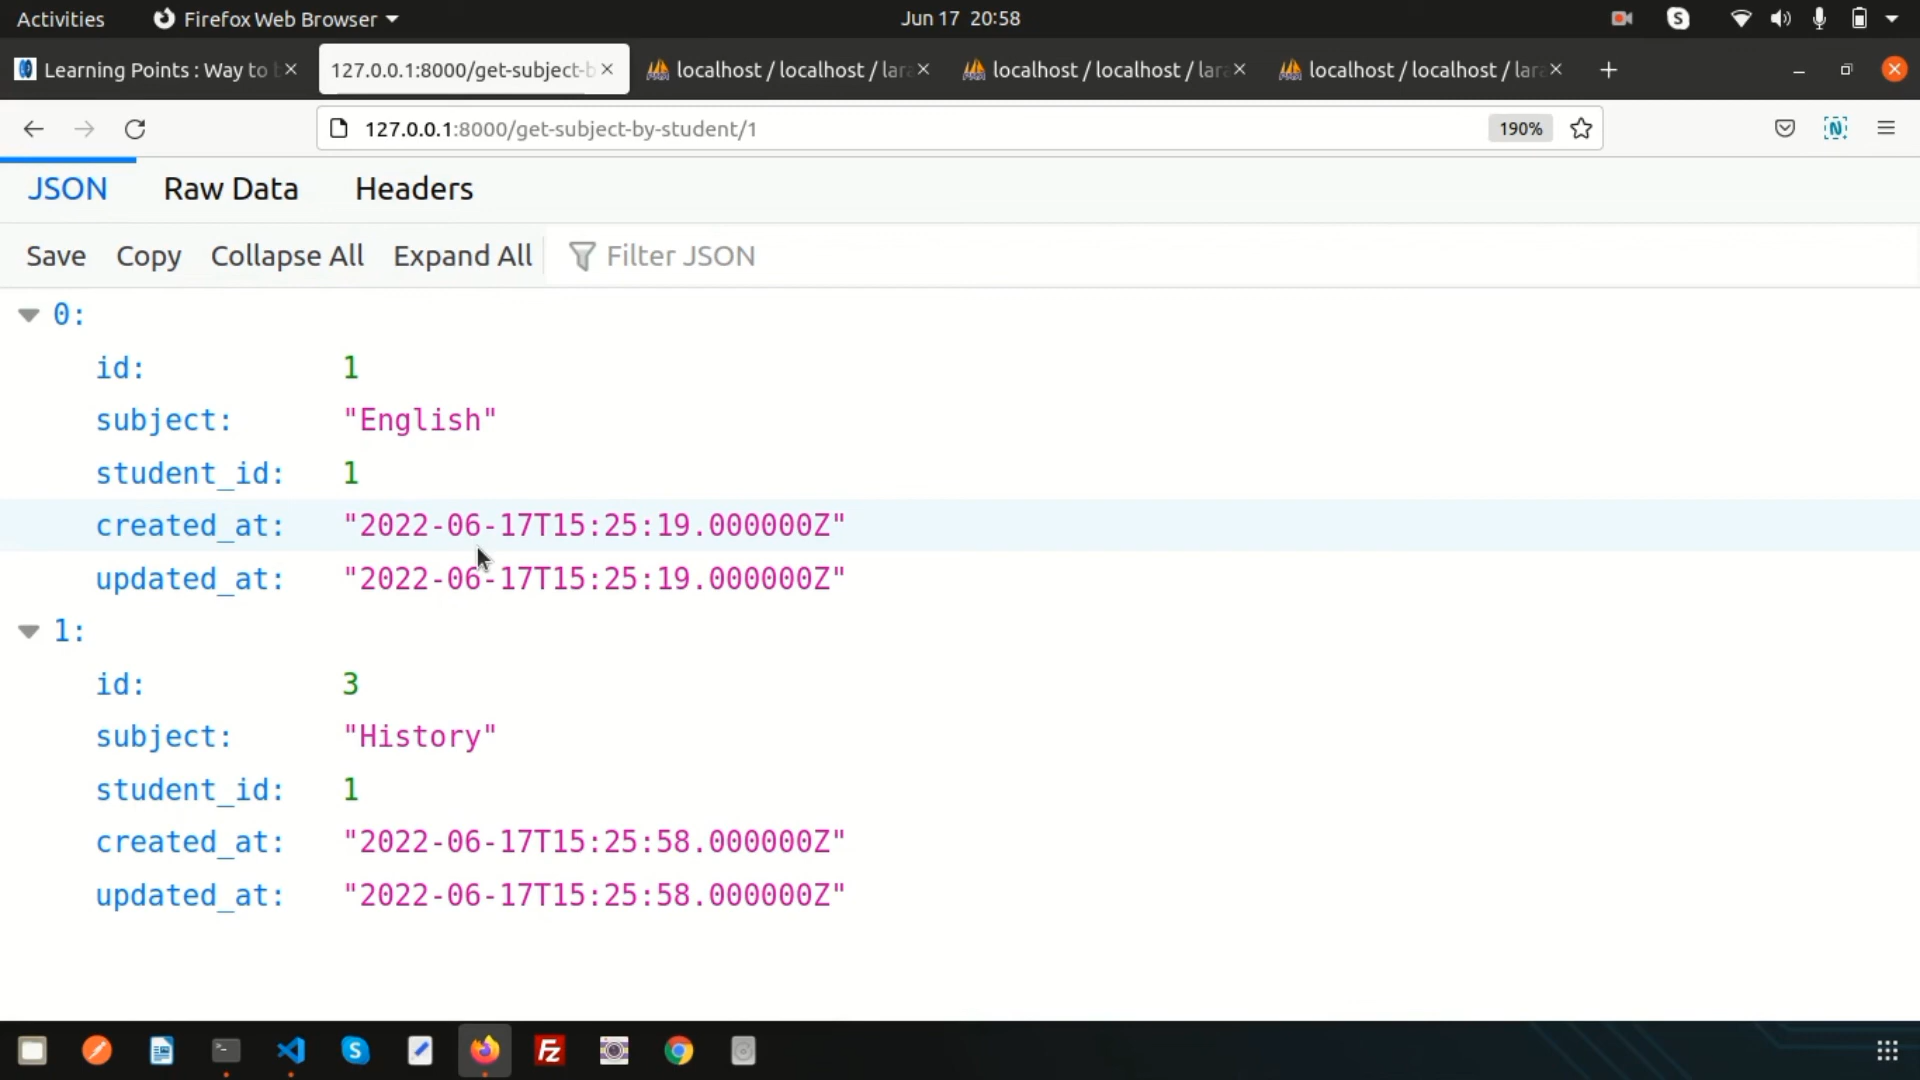 Activities Firefox Web Browser Jun 17 20:58
Learning Points : Way to 127.0.0.1:8000/get-subject-b localhost / localhost / lar localhost / localhost / lar localhost / localhost / lar
127.0.0.1:8000/get-subject-by-student/1 190%
JSON Raw Data Headers
Save Copy Collapse All Expand All Filter JSON
0:
id: 1
subject: "English"
student_id: 1
created_at: "2022-06-17T15:25:19.000000Z"
updated_at: "2022-06-17T15:25:19.000000Z"
1:
id: 3
subject: "History"
student_id: 1
created_at: "2022-06-17T15:25:58.000000Z"
updated_at: "2022-06-17T15:25:58.000000Z"